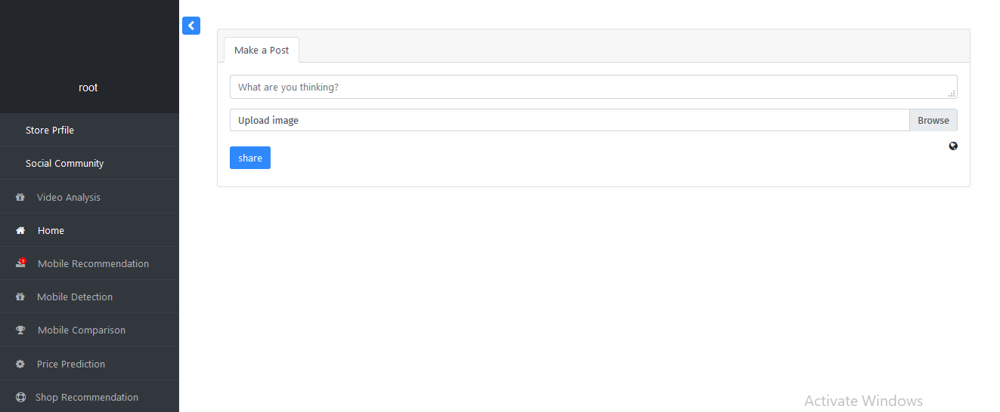 root
Store Prfile
Social Community
Video Analysis
Home
Mobile Recommendation
Mobile Detection
Mobile Comparison
Price Prediction
Shop Recommendation
Make a Post
What are you thinking?
Upload image
Browse
share
Activate Windows